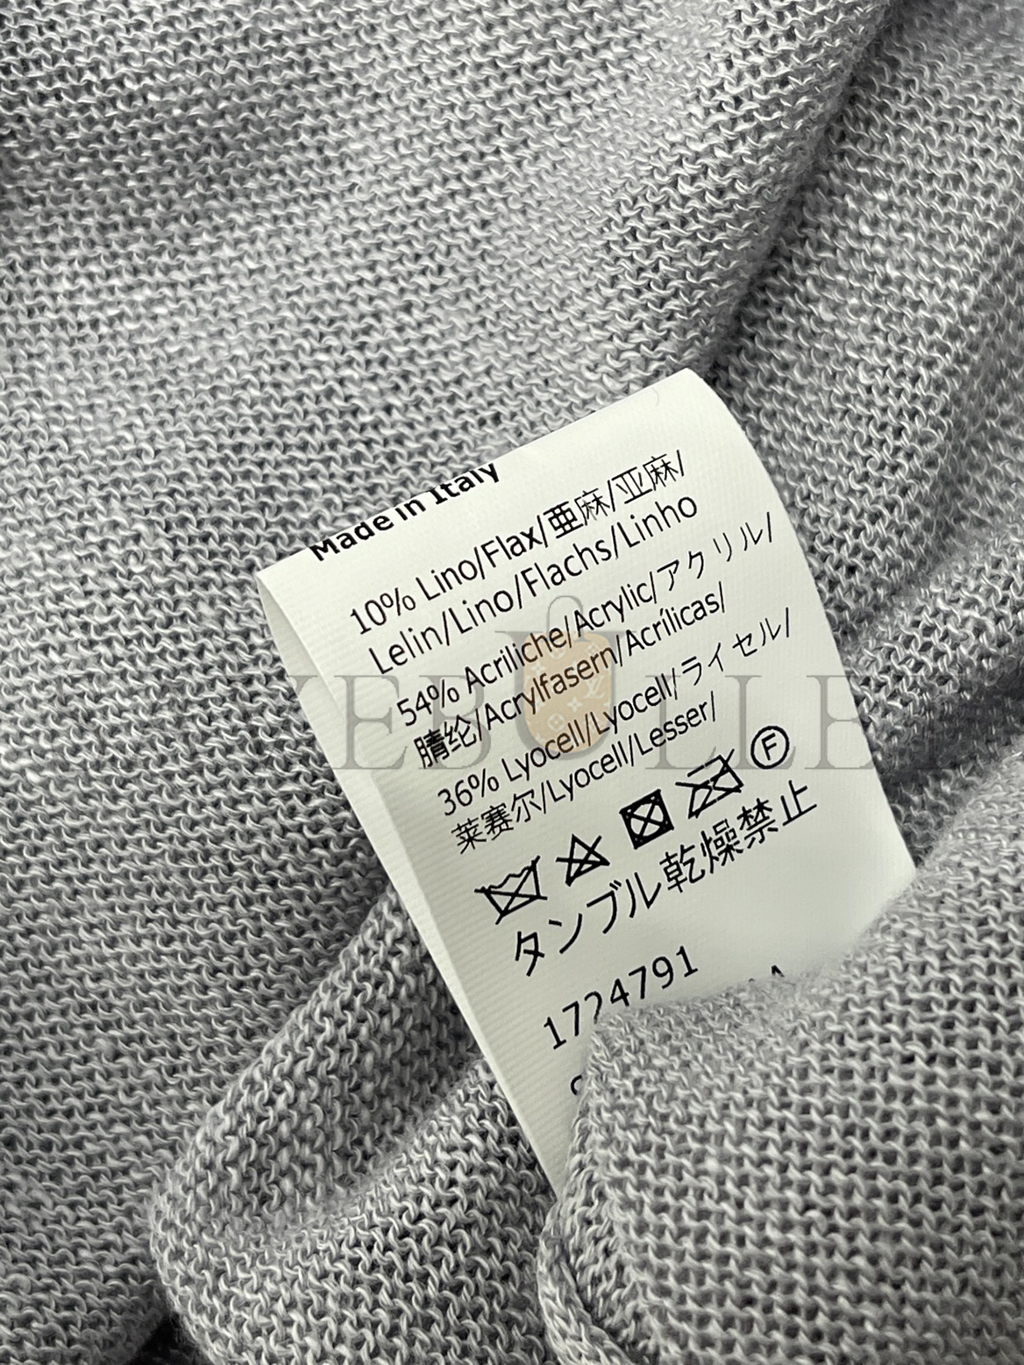 Made in Italy
10% Lino/Flax/亜麻/亚麻/
Lelin/Lino/Flachs/Linho
54% Acriliche/Acrylic/アクリル/
腈纶/Acrylfasern/Acrílicas/
36% Lyocell/Lyocell/ライセル/
莱赛尔/Lyocell/Lesser/
F
タンブル乾燥禁止
1724791